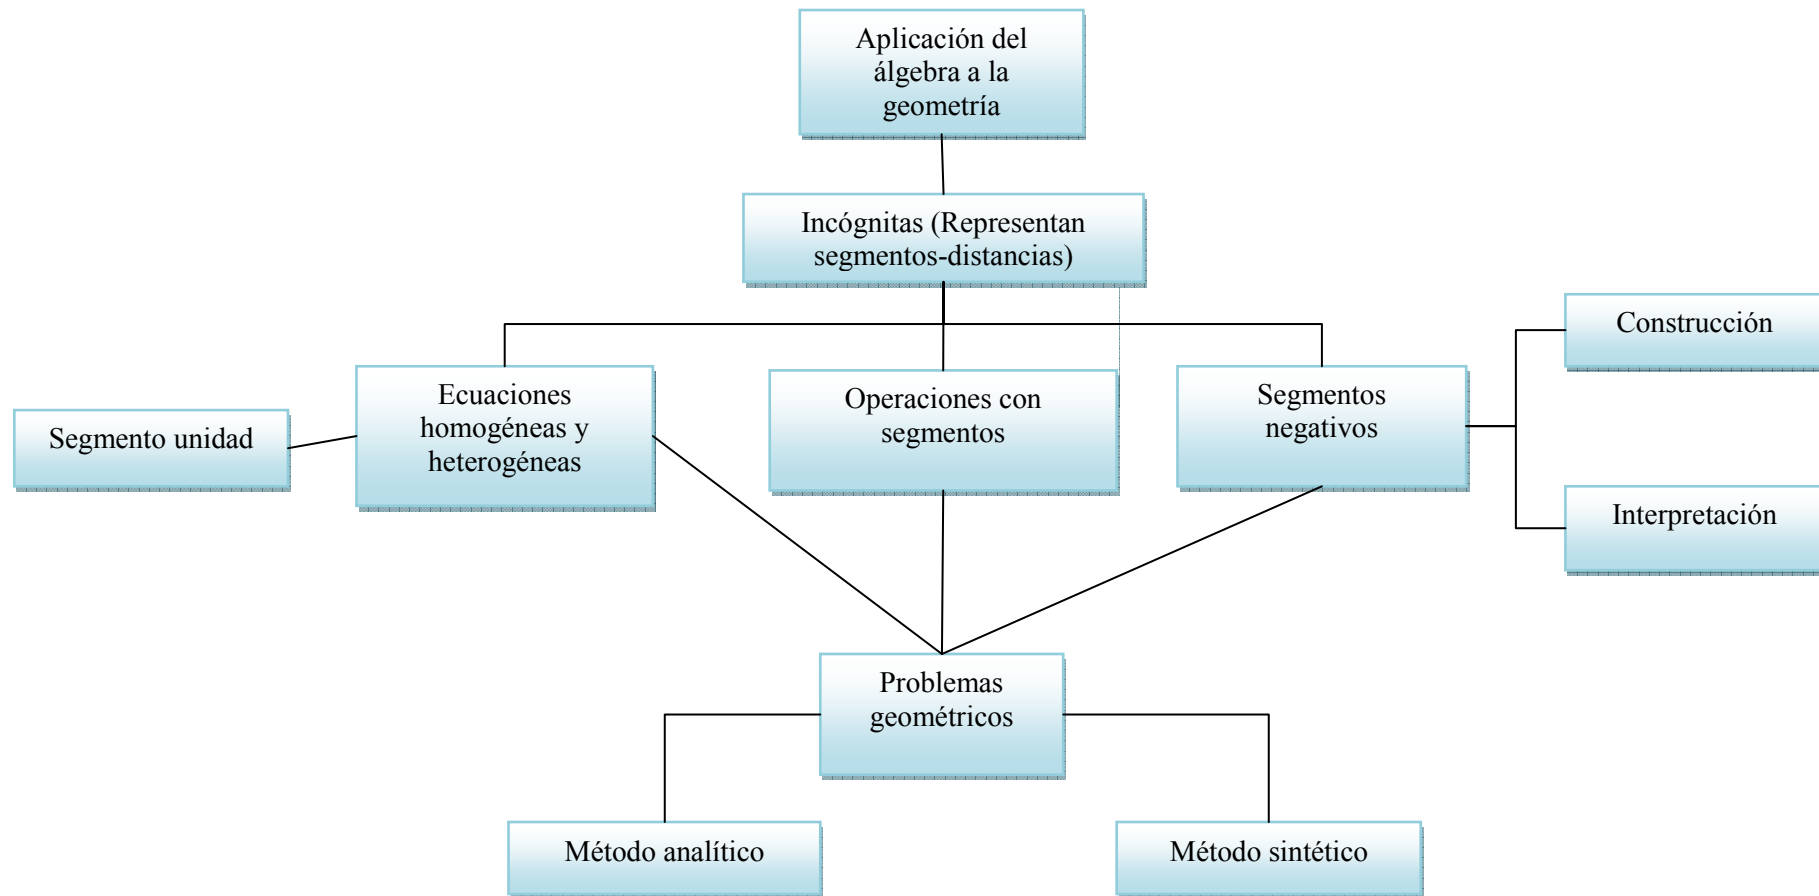 Aplicación del
álgebra a la
geometría
Incógnitas (Representan
segmentos-distancias)
Segmento unidad
Ecuaciones
homogéneas y
heterogéneas
Operaciones con
segmentos
Segmentos
negativos
Construcción
Interpretación
Problemas
geométricos
Método analítico
Método sintético